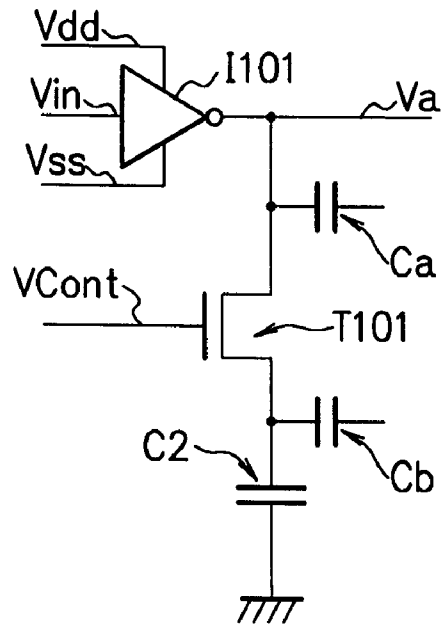 Vdd
I101
Vin
Va
Vss
Ca
VCont
T101
C2
Cb